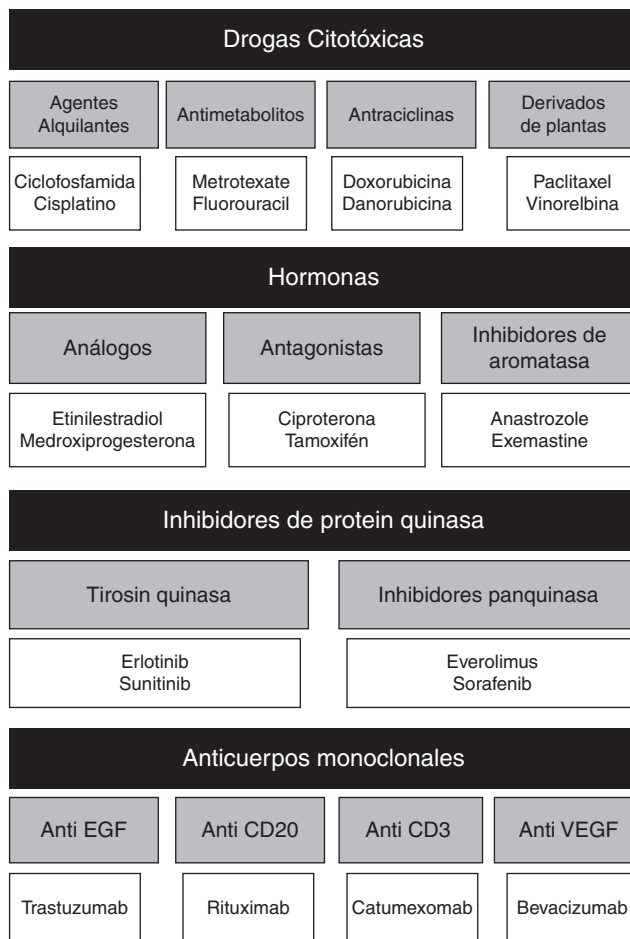 Drogas Citotóxicas
Agentes
Alquilantes
Antimetabolitos
Antraciclinas
Derivados
de plantas
Ciclofosfamida
Cisplatino
Metrotexate
Fluorouracil
Doxorubicina
Danorubicina
Paclitaxel
Vinorelbina
Hormonas
Análogos
Antagonistas
Inhibidores de
aromatasa
Etinilestradiol
Medroxiprogesterona
Ciproterona
Tamoxifén
Anastrozole
Exemastine
Inhibidores de protein quinasa
Tirosin quinasa
Inhibidores panquinasa
Erlotinib
Sunitinib
Everolimus
Sorafenib
Anticuerpos monoclonales
Anti EGF
Anti CD20
Anti CD3
Anti VEGF
Trastuzumab
Rituximab
Catumexomab
Bevacizumab